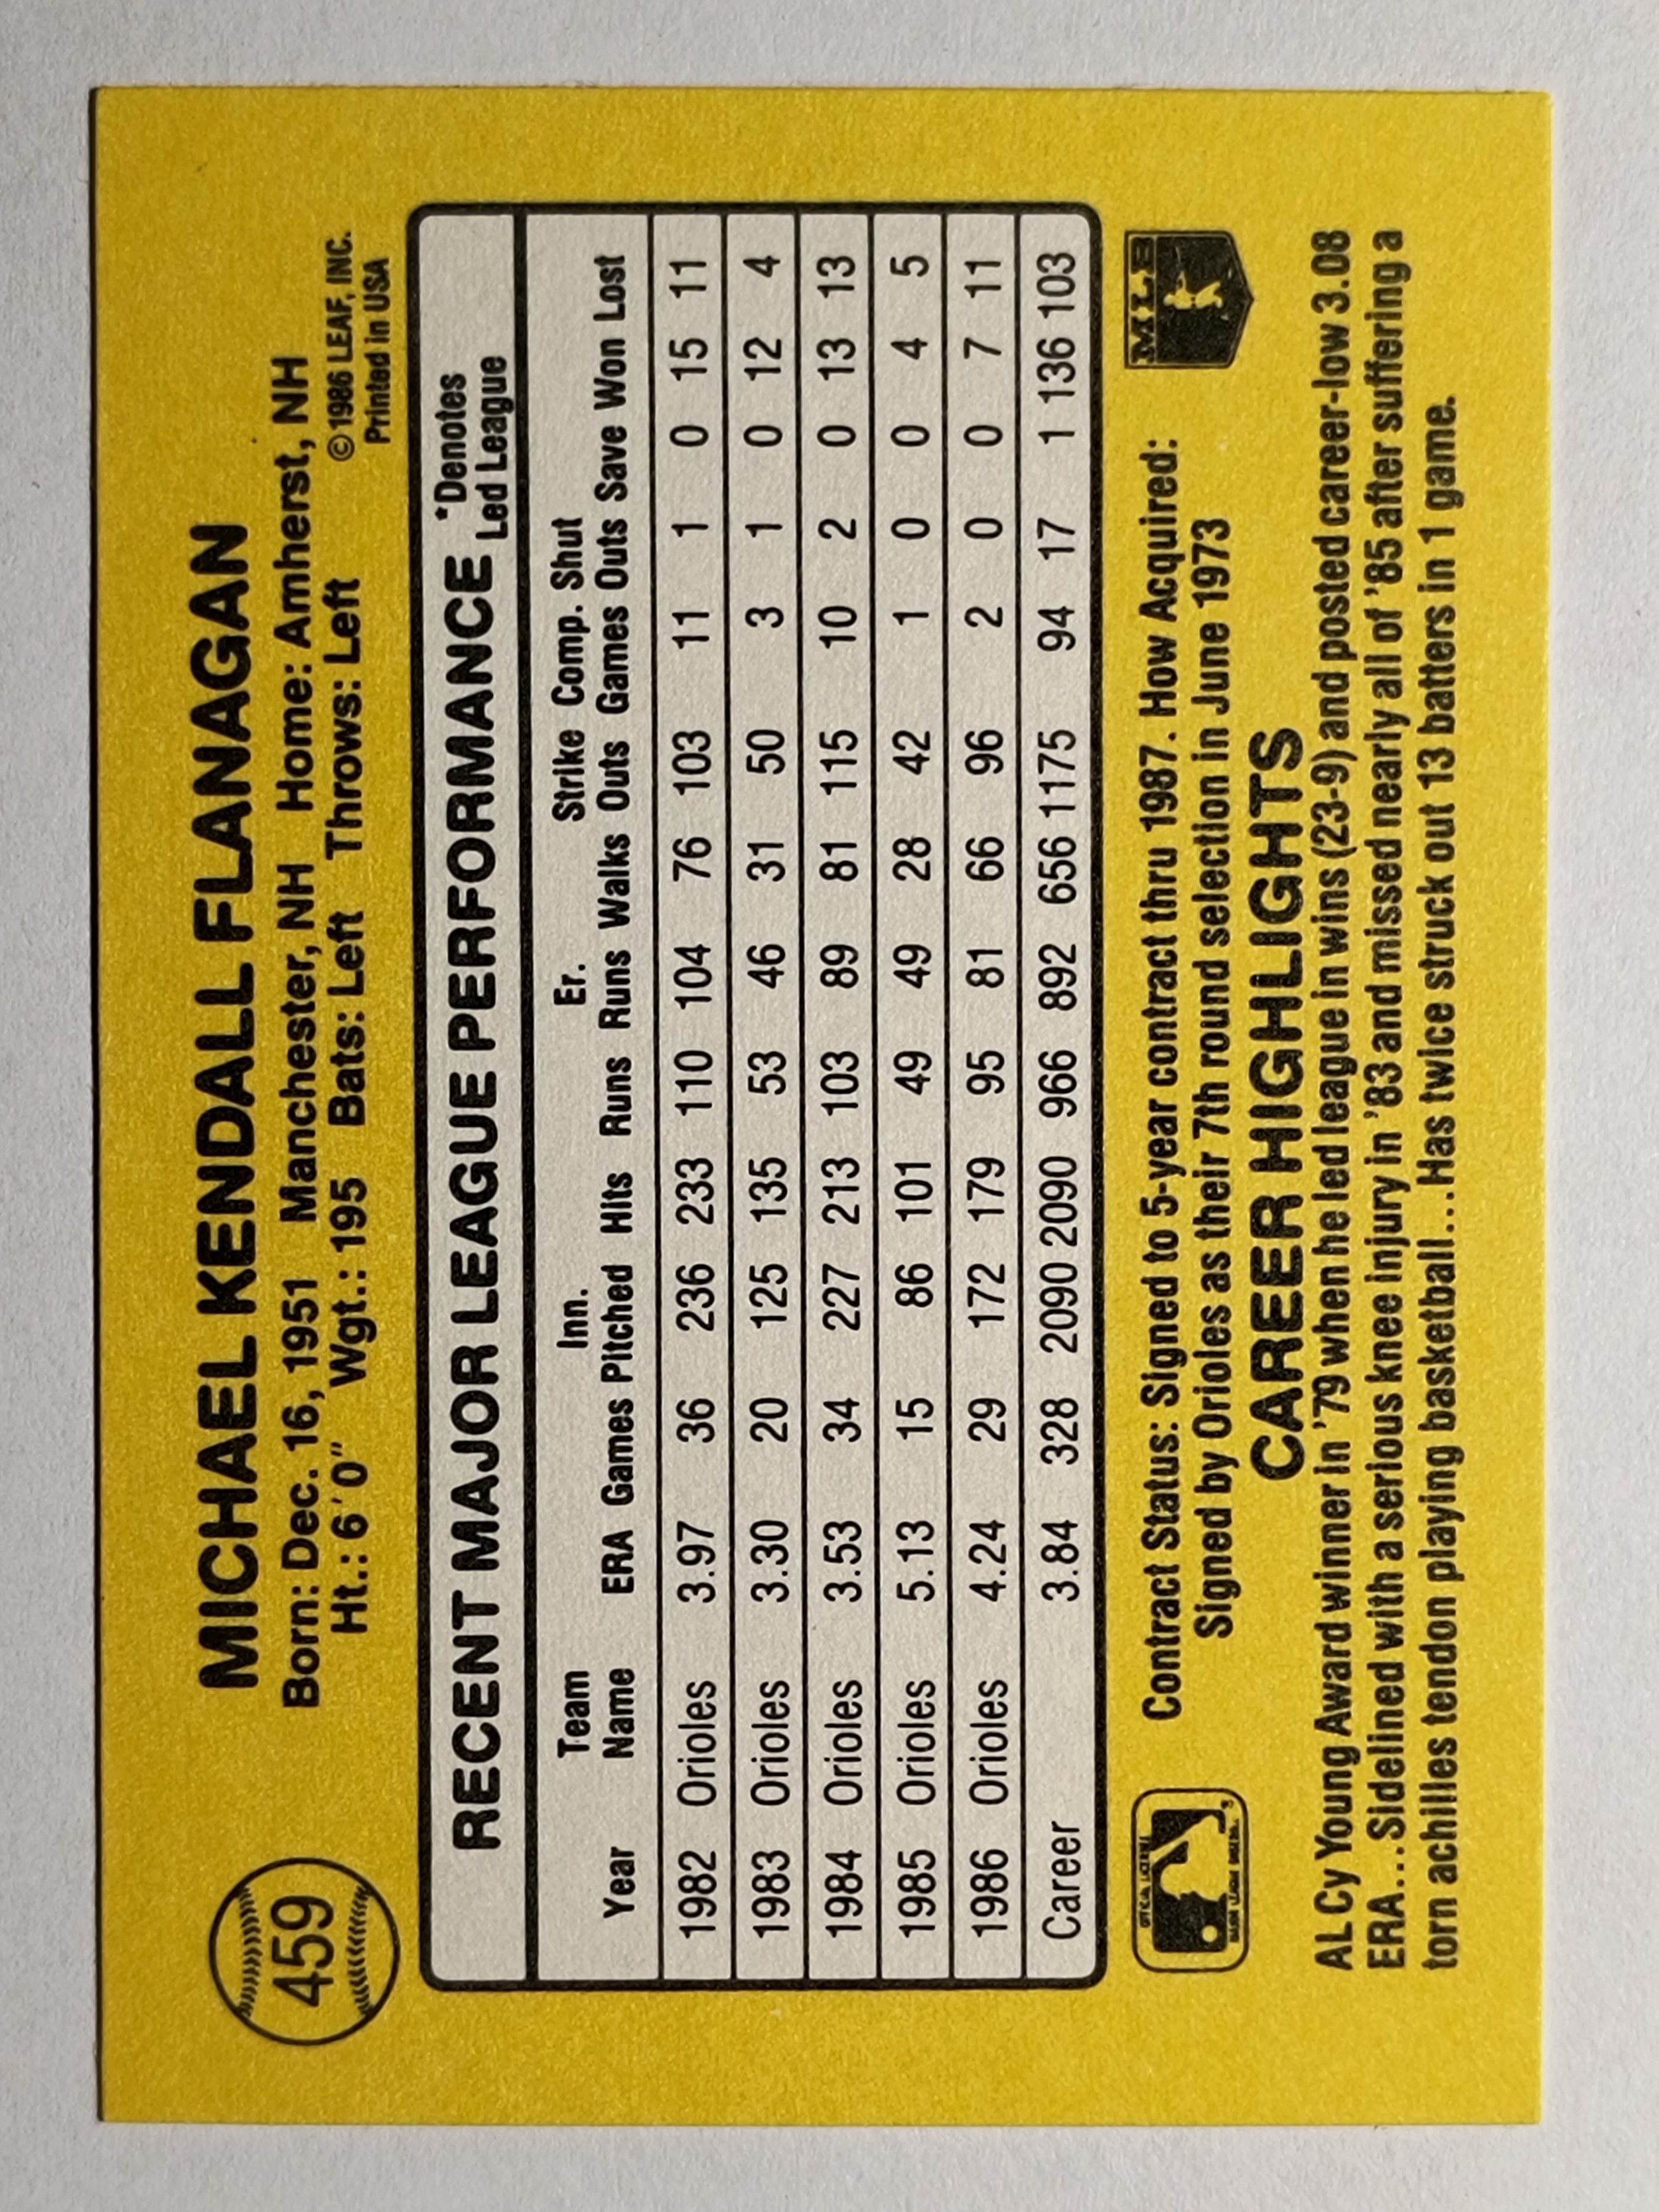 459
MICHAEL KENDALL FLANAGAN
Born: Dec. 16, 1951 Manchester, NH Home: Amherst, NH
Ht.: 6'0" Wgt.: 195 Bats: Left Throws: Left
©1986 LEAF, INC.
Printed in USA
RECENT MAJOR LEAGUE PERFORMANCE *Denotes
Led League
Team Inn. Er. Strike Comp. Shut
Year Name ERA Games Pitched Hits Runs Runs Walks Outs Games Outs Save Won Lost
1982 Orioles 3.97 36 236 233 110 104 76 103 11 1 0 15 11
1983 Orioles 3.30 20 125 135 53 46 31 50 3 1 0 12 4
1984 Orioles 3.53 34 227 213 103 89 81 115 10 2 0 13 13
1985 Orioles 5.13 15 86 101 49 49 28 42 1 0 0 4 5
1986 Orioles 4.24 29 172 179 95 81 66 96 2 0 0 7 11
Career 3.84 328 2090 2090 966 892 656 1175 94 17 1 136 103
Contract Status: Signed to 5-year contract thru 1987. How Acquired:
Signed by Orioles as their 7th round selection in June 1973
MLB
CAREER HIGHLIGHTS
AL Cy Young Award winner in '79 when he led league in wins (23-9) and posted career-low 3.08
ERA...Sidelined with a serious knee injury in '83 and missed nearly all of '85 after suffering a
torn achilles tendon playing basketball...Has twice struck out 13 batters in 1 game.